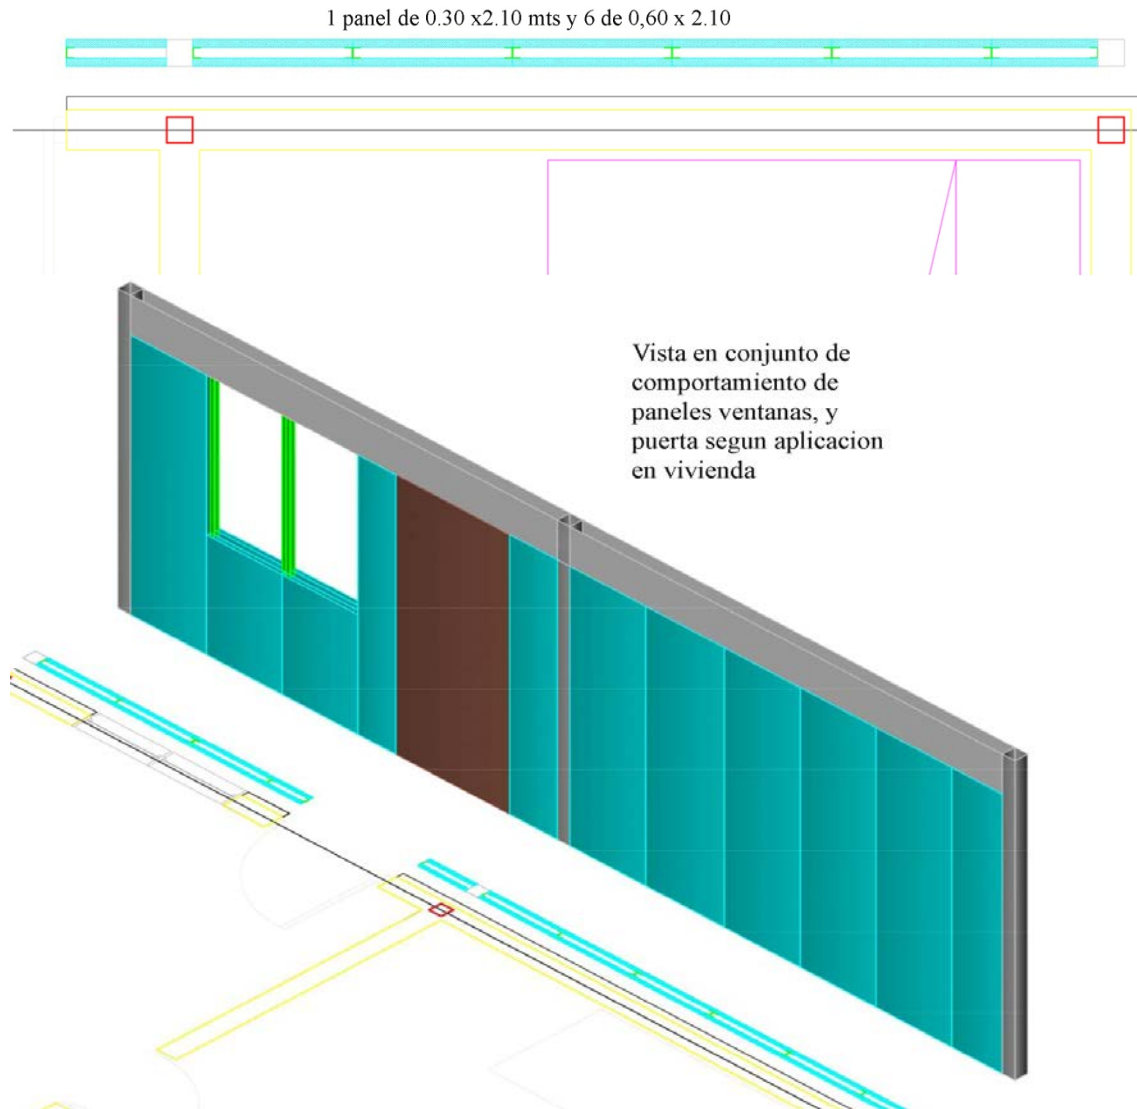 1 panel de 0.30 x2.10 mts y 6 de 0,60 x 2.10
Vista en conjunto de
comportamiento de
paneles ventanas, y
puerta segun aplicacion
en vivienda